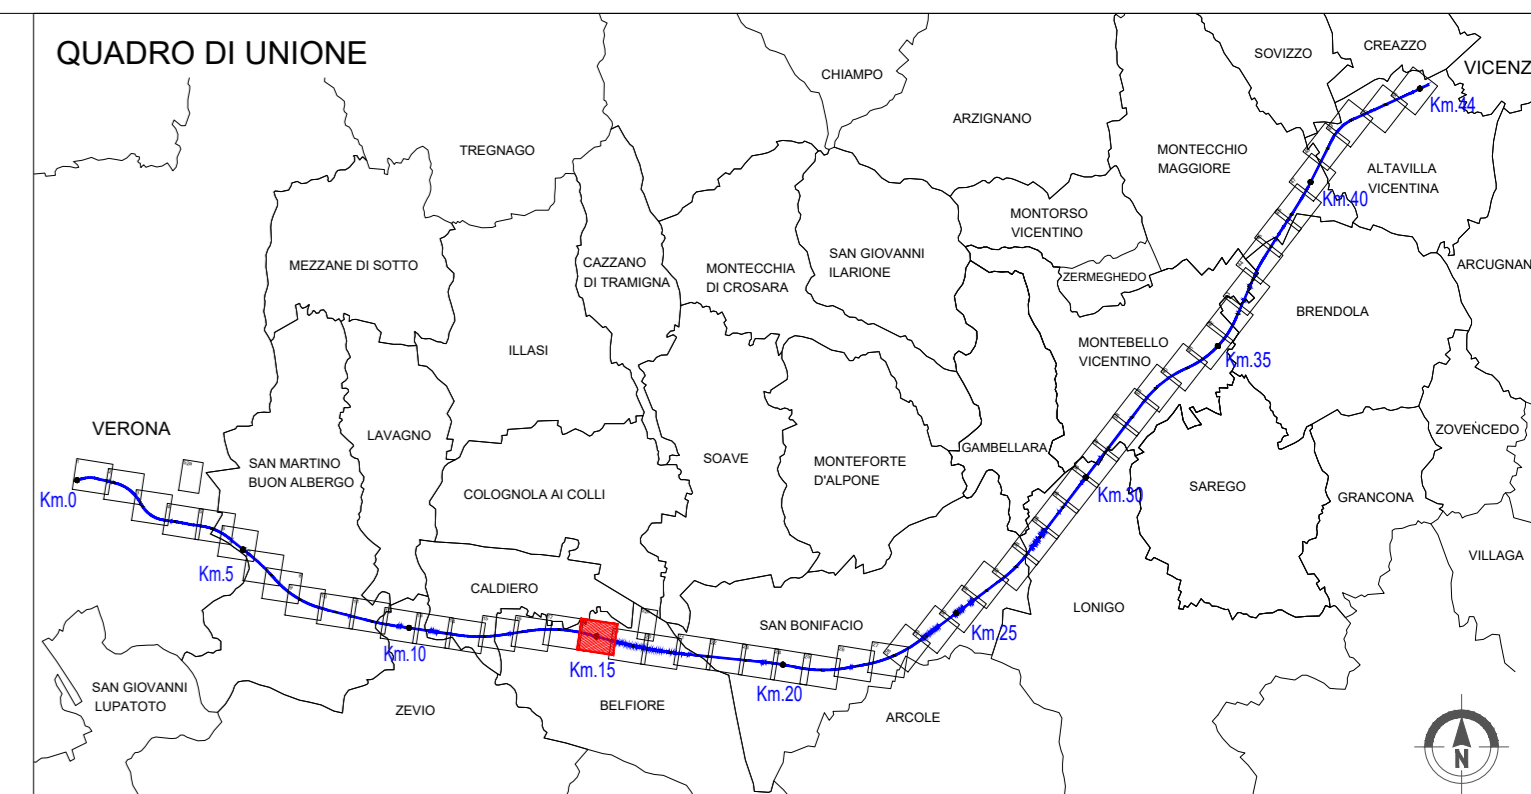 QUADRO DI UNIONE
CREAZZO
SOVIZZO
VICENZ
CHIAMPO
Km.44
ARZIGNANO
TREGNAGO
MONTECCHIO
MAGGIORE
ALTAVILLA
VICENTINA
Km.40
MONTORSO
VICENTINO
MEZZANE DI SOTTO
CAZZANO
DI TRAMIGNA
MONTECCHIA
DI CROSARA
SAN GIOVANNI
ILARIONE
ZERMEGHEDO
ARCUGNAN
BRENDOLA
ILLASI
MONTEBELLO
VICENTINO
Km.35
VERONA
LAVAGNO
SAN MARTINO
BUON ALBERGO
SOAVE
GAMBELLARA
ZOVENCEDO
MONTEFORTE
D'ALPONE
COLOGNOLA AI COLLI
Km.0
Km.30
SAREGO
GRANCONA
VILLAGA
Km.5
CALDIERO
SAN BONIFACIO
LONIGO
Km.25
Km.10
Km.15
Km.20
SAN GIOVANNI
LUPATOTO
ZEVIO
BELFIORE
ARCOLE
N